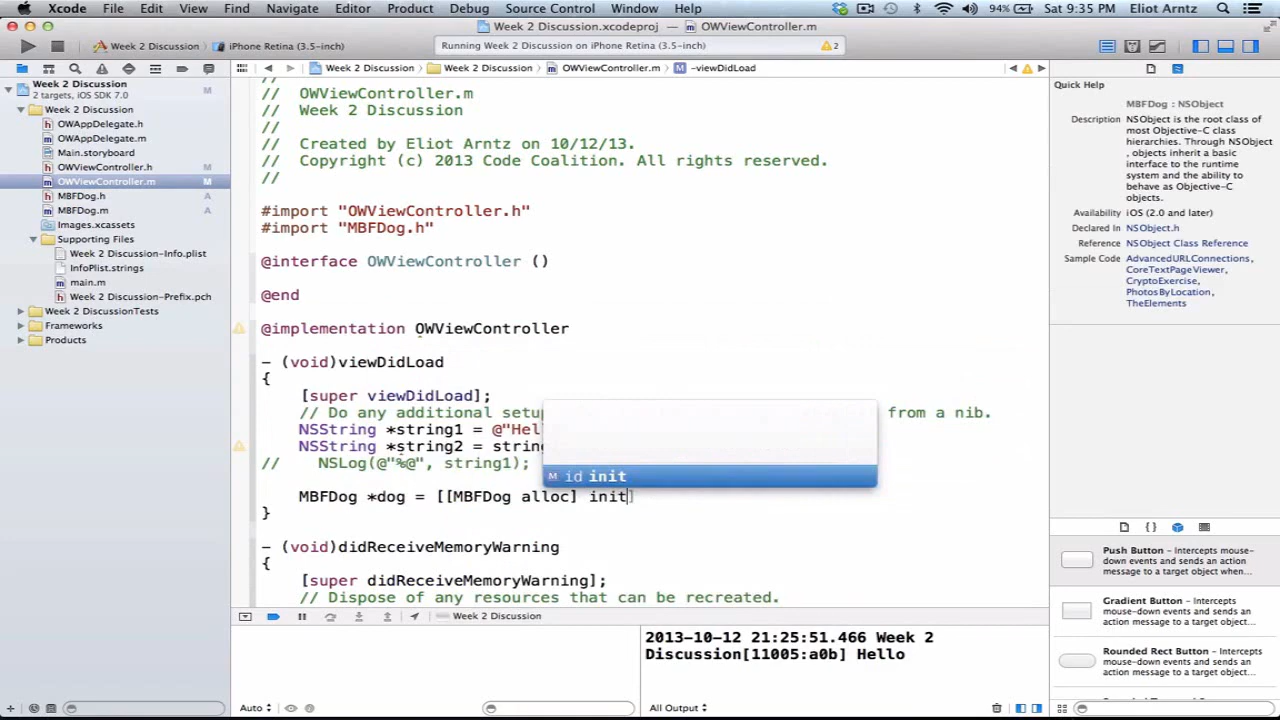 Xcode File Edit View Find Navigate Editor Product Debug Source Control Window Help 94% Sat 9:35 PM Eliot Arntz
Week 2 Discussion.xcodeproj — OWViewController.m
Week 2 Discussion iPhone Retina (3.5-inch) Running Week 2 Discussion on iPhone Retina (3.5-inch) 2
Week 2 Discussion Week 2 Discussion OWViewController.m -viewDidLoad
Week 2 Discussion M
2 targets, iOS SDK 7.0
Week 2 Discussion
OWAppDelegate.h
OWAppDelegate.m
Main.storyboard
OWViewController.h M
OWViewController.m M
MBFDog.h A
MBFDog.m A
Images.xcassets
Supporting Files
Week 2 Discussion-Info.plist
InfoPlist.strings
main.m
Week 2 Discussion-Prefix.pch
Week 2 DiscussionTests
Frameworks
Products
//
// OWViewController.m
// Week 2 Discussion
//
// Created by Eliot Arntz on 10/12/13.
// Copyright (c) 2013 Code Coalition. All rights reserved.
//
#import "OWViewController.h"
#import "MBFDog.h"
@interface OWViewController ()
@end
@implementation OWViewController
- (void)viewDidLoad
{
[super viewDidLoad];
// Do any additional setup from a nib.
NSString *string1 = @"Hel
NSString *string2 = string
// NSLog(@"%@", string1);
M id init
MBFDog *dog = [[MBFDog alloc] init]
}
- (void)didReceiveMemoryWarning
{
[super didReceiveMemoryWarning];
// Dispose of any resources that can be recreated.
Week 2 Discussion
2013-10-12 21:25:51.466 Week 2
Discussion[11005:a0b] Hello
Auto
All Output
Quick Help
MBFDog : NSObject
Description NSObject is the root class of
most Objective-C class
hierarchies. Through NSObject
, objects inherit a basic
interface to the runtime
system and the ability to
behave as Objective-C
objects.
Availability iOS (2.0 and later)
Declared In NSObject.h
Reference NSObject Class Reference
Sample Code AdvancedURLConnections,
CoreTextPageViewer,
CryptoExercise,
PhotosByLocation,
TheElements
Push Button – Intercepts mouse-
down events and sends an action
message to a target object when...
Gradient Button – Intercepts
mouse-down events and sends an
action message to a target object...
Rounded Rect Button – Intercepts
mouse-down events and sends an
action message to a target object...